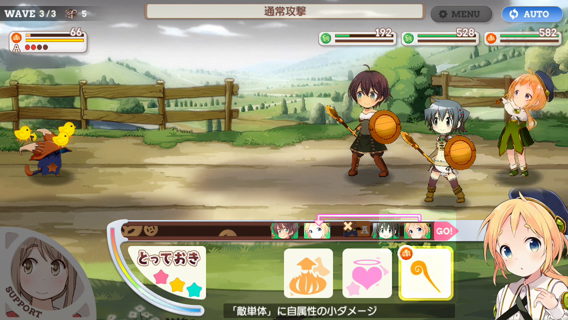 WAVE 3/3 5
通常攻撃
MENU
AUTO
66
A
192
528
582
GO!
とっておき
SUPPORT
「敵単体」に自属性の小ダメージ